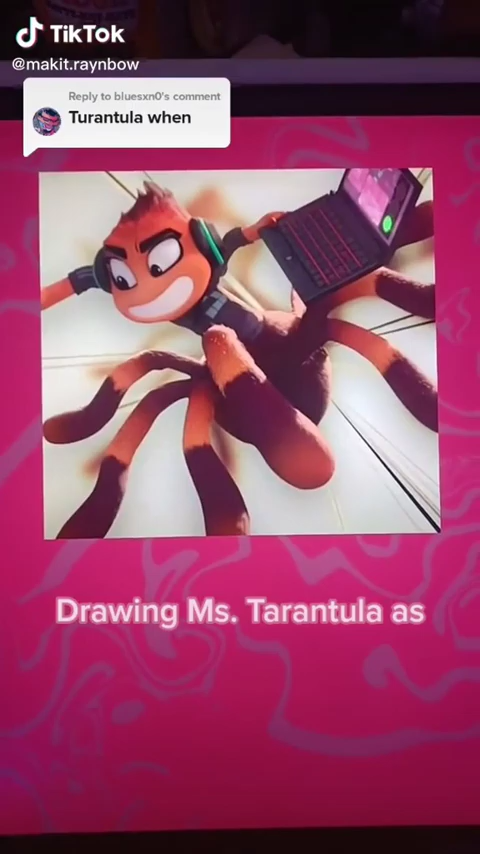 TikTok
@makit.raynbow
Reply to bluesxn0's comment
Turantula when
Drawing Ms. Tarantula as